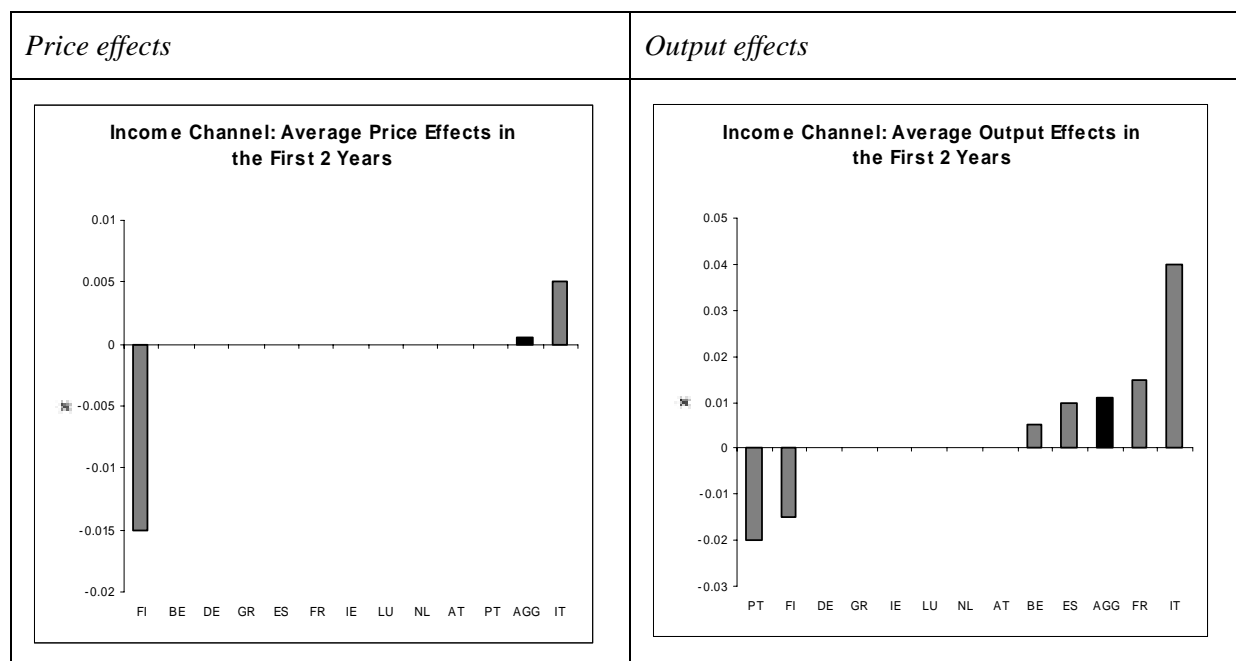 Price effects
Output effects
Income Channel: Average Price Effects in
the First 2 Years
0.01
0.005
0
-0.005
-0.01
-0.015
-0.02
FI BE DE GR ES FR IE LU NL AT PT AGG IT
Income Channel: Average Output Effects in
the First 2 Years
0.05
0.04
0.03
0.02
0.01
0
-0.01
-0.02
-0.03
PT FI DE GR IE LU NL AT BE ES AGG FR IT